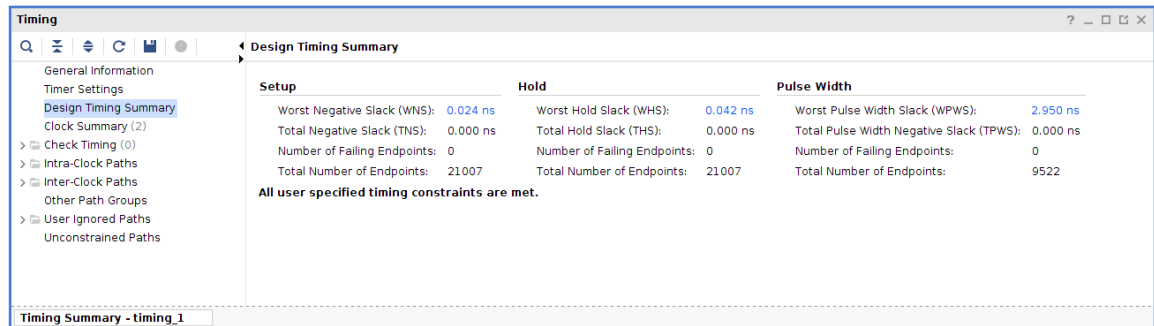 Timing
General Information
Timer Settings
Design Timing Summary
Clock Summary (2)
Check Timing (0)
Intra-Clock Paths
Inter-Clock Paths
Other Path Groups
User Ignored Paths
Unconstrained Paths
Design Timing Summary
Setup
Worst Negative Slack (WNS): 0.024 ns
Total Negative Slack (TNS): 0.000 ns
Number of Failing Endpoints: 0
Total Number of Endpoints: 21007
Hold
Worst Hold Slack (WHS): 0.042 ns
Total Hold Slack (THS): 0.000 ns
Number of Failing Endpoints: 0
Total Number of Endpoints: 21007
Pulse Width
Worst Pulse Width Slack (WPWS): 2.950 ns
Total Pulse Width Negative Slack (TPWS): 0.000 ns
Number of Failing Endpoints: 0
Total Number of Endpoints: 9522
All user specified timing constraints are met.
Timing Summary - timing_1